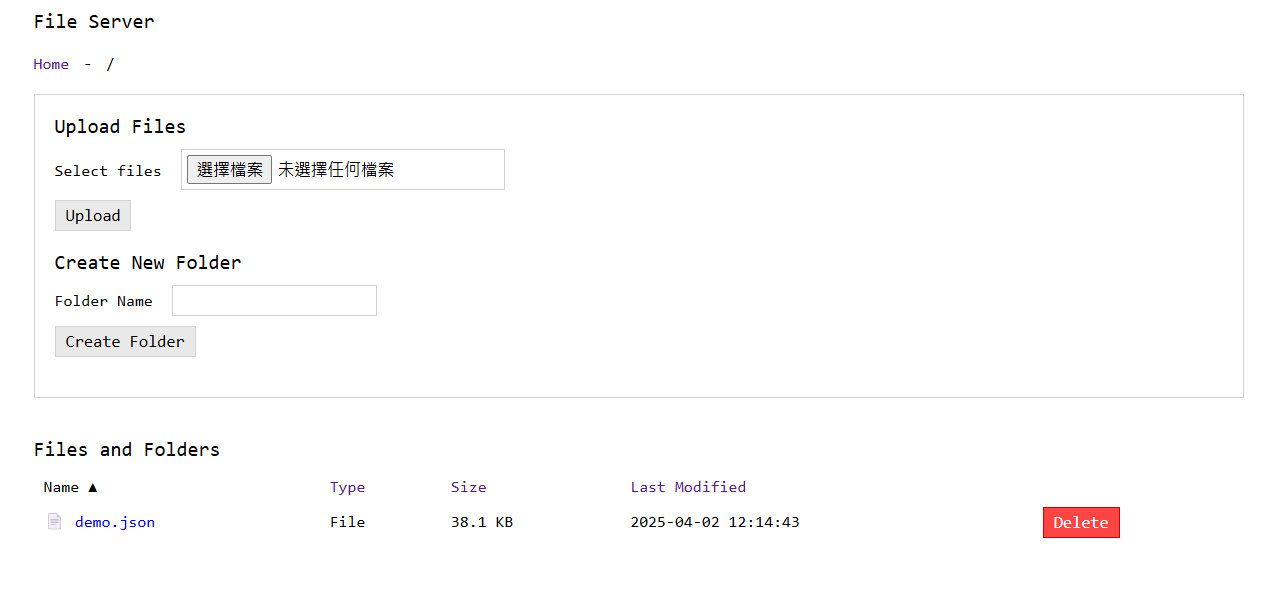 File Server
Home - /
Upload Files
Select files 選擇檔案 未選擇任何檔案
Upload
Create New Folder
Folder Name
Create Folder
Files and Folders
Name ▲ Type Size Last Modified
demo.json File 38.1 KB 2025-04-02 12:14:43 Delete